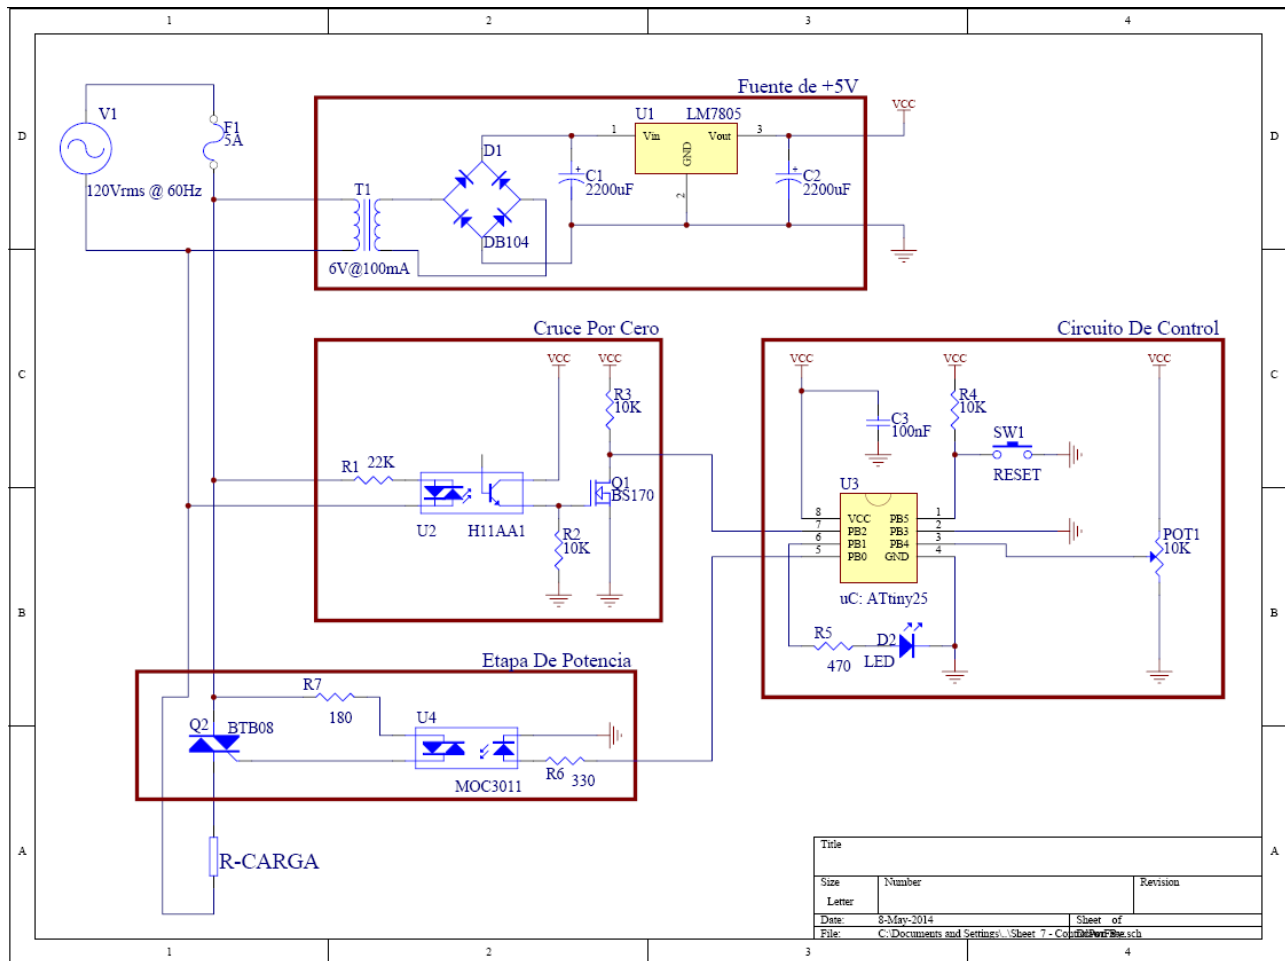 1 2 3 4
D
D
C
C
B
B
A
A
V1
120Vrms @ 60Hz
F1
5A
Fuente de +5V
T1
6V@100mA
D1
DB104
C1
2200uF
U1 LM7805
1 Vin Vout 3
GND
2
C2
2200uF
VCC
Cruce Por Cero
VCC VCC
R3
10K
R1 22K
U2 H11AA1
Q1
BS170
R2
10K
Circuito De Control
VCC VCC VCC
C3
100nF
R4
10K
SW1
RESET
U3
8 VCC PB5 1
7 PB2 PB3 2
6 PB1 PB4 3
5 PB0 GND 4
uC: ATtiny25
POT1
10K
R5
470
D2
LED
Etapa De Potencia
R7
180
Q2 BTB08
U4
MOC3011
R6 330
R-CARGA
Title
Size Number Revision
Letter
Date: 8-May-2014 Sheet of
File: C:\Documents and Settings\..\Sheet 7 -
1 2 3 4